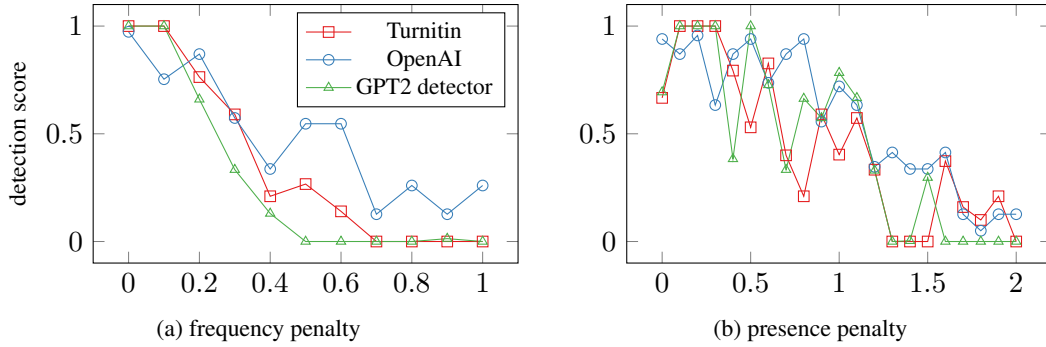 detection score
1
0.5
0
0 0.2 0.4 0.6 0.8 1
Turnitin
OpenAI
GPT2 detector
(a) frequency penalty
1
0.5
0
0 0.5 1 1.5 2
(b) presence penalty